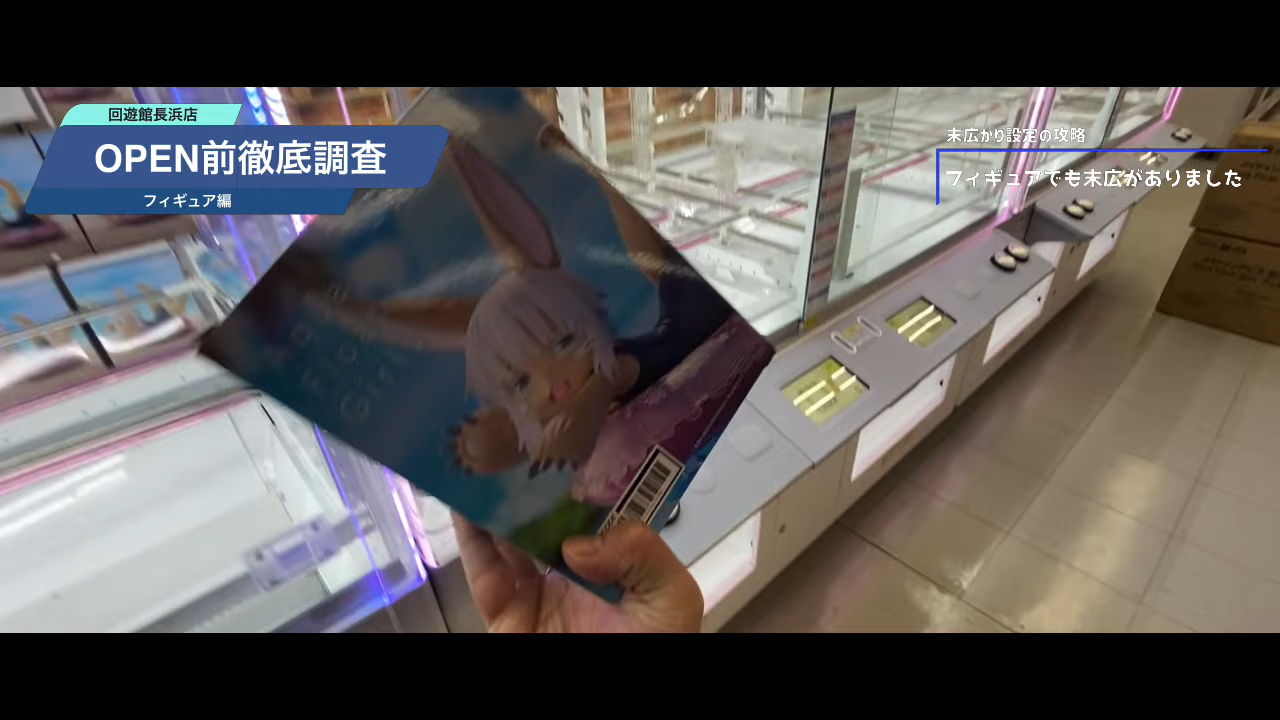 回遊館長浜店
OPEN前徹底調査
フィギュア編
末広がり設定の攻略
フィギュアでも末広がありました